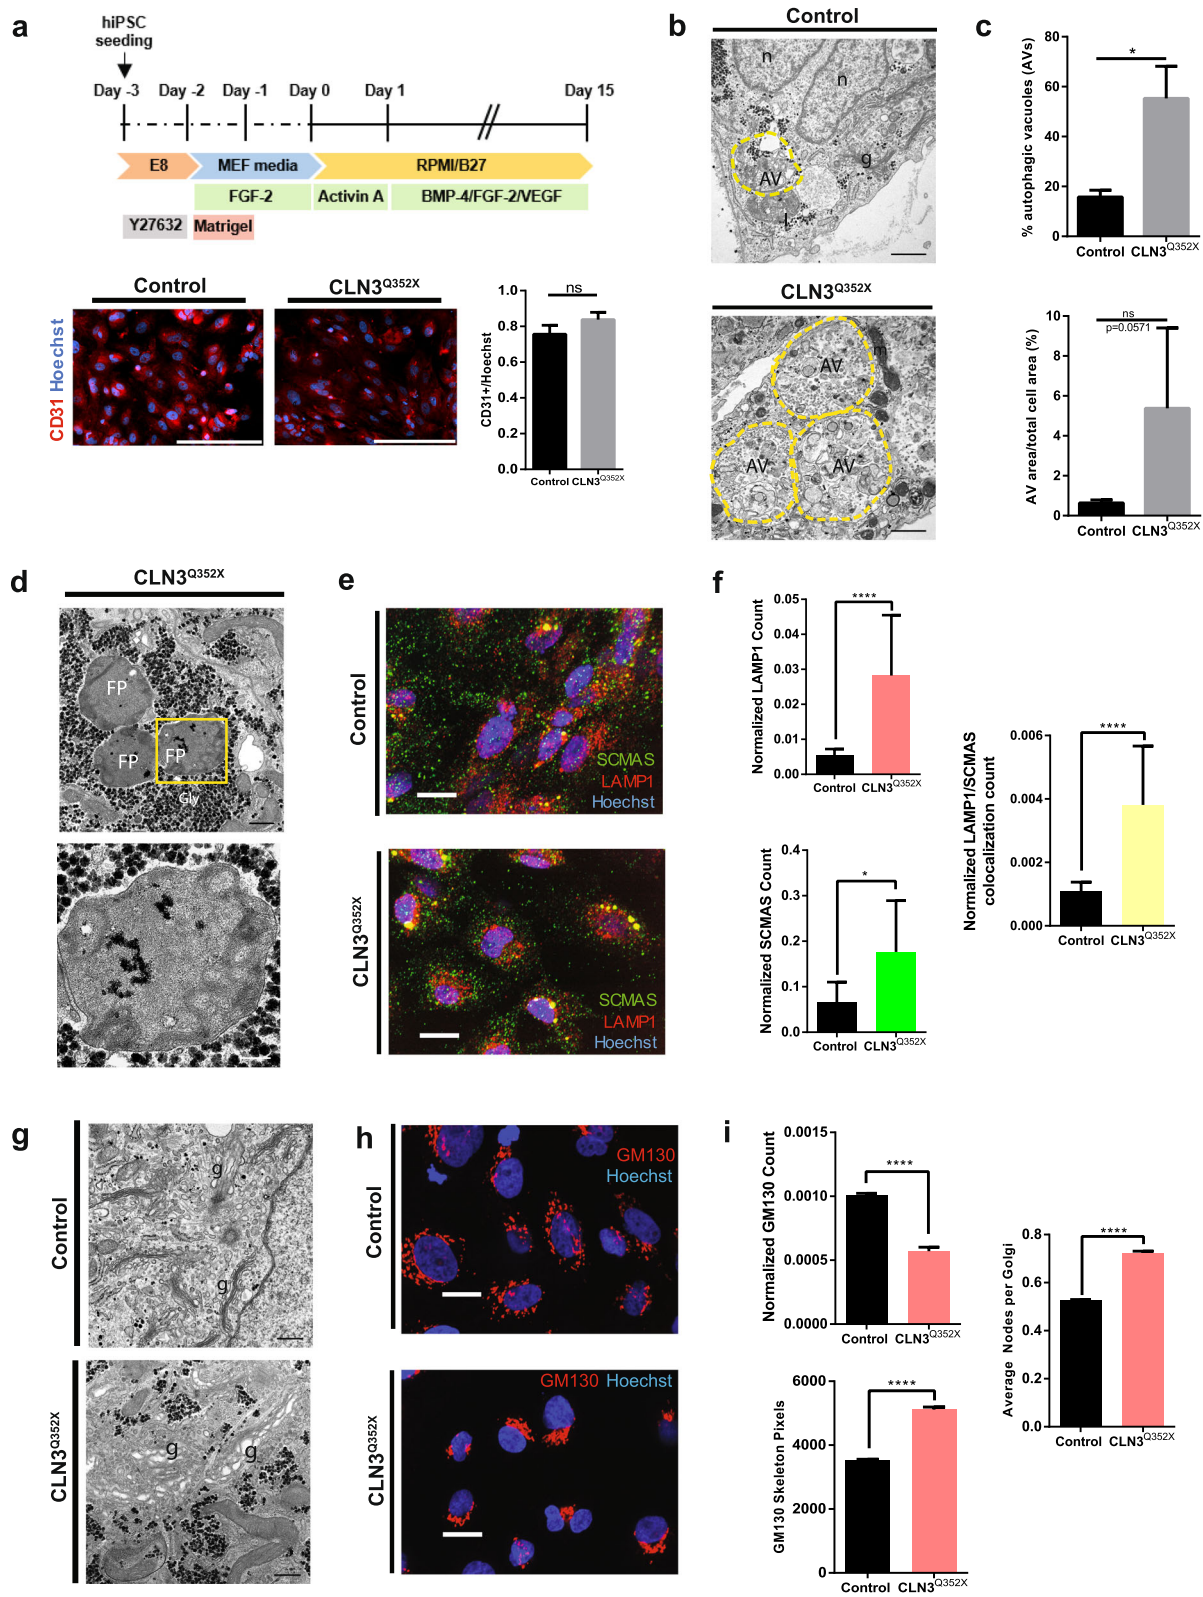 a
hiPSC
seeding
Day -3 Day -2 Day -1 Day 0 Day 1 Day 15
E8 MEF media RPMI/B27
FGF-2 Activin A BMP-4/FGF-2/VEGF
Y27632 Matrigel
Control
CLN3Q352X
CD31 Hoechst
CD31+/Hoechst
1.0
0.8
0.6
0.4
0.2
0.0
ns
Control CLN3Q352X
b
Control
n
n
g
AV
l
CLN3Q352X
AV
m
AV
AV
c
% autophagic vacuoles (AVs)
80
60
40
20
0
*
Control CLN3Q352X
AV area/total cell area (%)
10
8
6
4
2
0
ns
p=0.0571
Control CLN3Q352X
d
CLN3Q352X
FP
FP
FP
Gly
e
Control
SCMAS
LAMP1
Hoechst
CLN3Q352X
SCMAS
LAMP1
Hoechst
f
Normalized LAMP1 Count
0.05
0.04
0.03
0.02
0.01
0.00
****
Control CLN3Q352X
Normalized SCMAS Count
0.4
0.3
0.2
0.1
0.0
*
Control CLN3Q352X
Normalized LAMP1/SCMAS
colocalization count
0.006
0.004
0.002
0.000
****
Control CLN3Q352X
g
Control
g
g
CLN3Q352X
g
g
h
Control
GM130
Hoechst
CLN3Q352X
GM130 Hoechst
i
Normalized GM130 Count
0.0015
0.0010
0.0005
0.0000
****
Control CLN3Q352X
GM130 Skeleton Pixels
6000
4000
2000
0
****
Control CLN3Q352X
Average Nodes per Golgi
0.8
0.6
0.4
0.2
0.0
****
Control CLN3Q352X